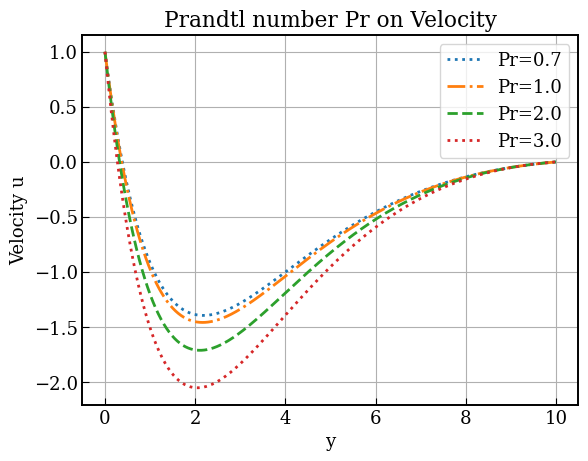 Prandtl number Pr on Velocity
Velocity u
1.0
0.5
0.0
−0.5
−1.0
−1.5
−2.0
Pr=0.7
Pr=1.0
Pr=2.0
Pr=3.0
0 2 4 6 8 10
y